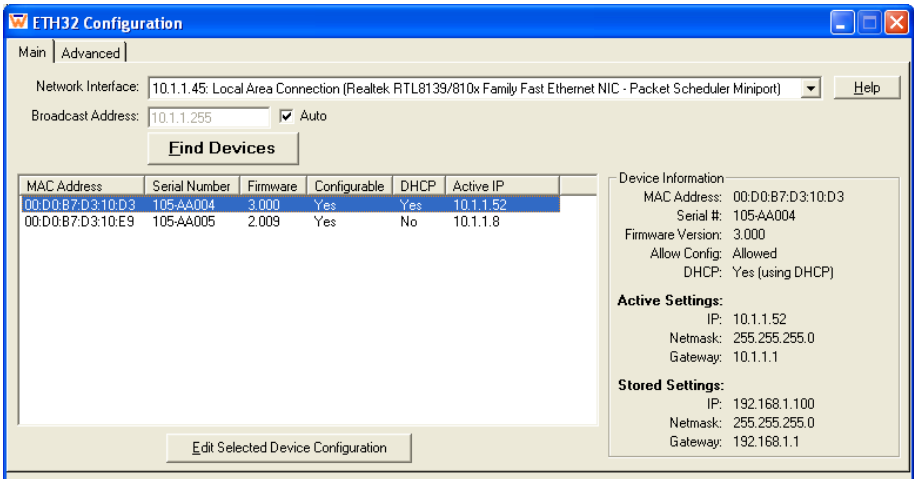 ETH32 Configuration
Main Advanced
Network Interface: 10.1.1.45: Local Area Connection (Realtek RTL8139/810x Family Fast Ethernet NIC - Packet Scheduler Miniport) Help
Broadcast Address: 10.1.1.255 Auto
Find Devices
MAC Address Serial Number Firmware Configurable DHCP Active IP
00:D0:B7:D3:10:D3 105-AA004 3.000 Yes Yes 10.1.1.52
00:D0:B7:D3:10:E9 105-AA005 2.009 Yes No 10.1.1.8
Edit Selected Device Configuration
Device Information
MAC Address: 00:D0:B7:D3:10:D3
Serial #: 105-AA004
Firmware Version: 3.000
Allow Config: Allowed
DHCP: Yes (using DHCP)
Active Settings:
IP: 10.1.1.52
Netmask: 255.255.255.0
Gateway: 10.1.1.1
Stored Settings:
IP: 192.168.1.100
Netmask: 255.255.255.0
Gateway: 192.168.1.1